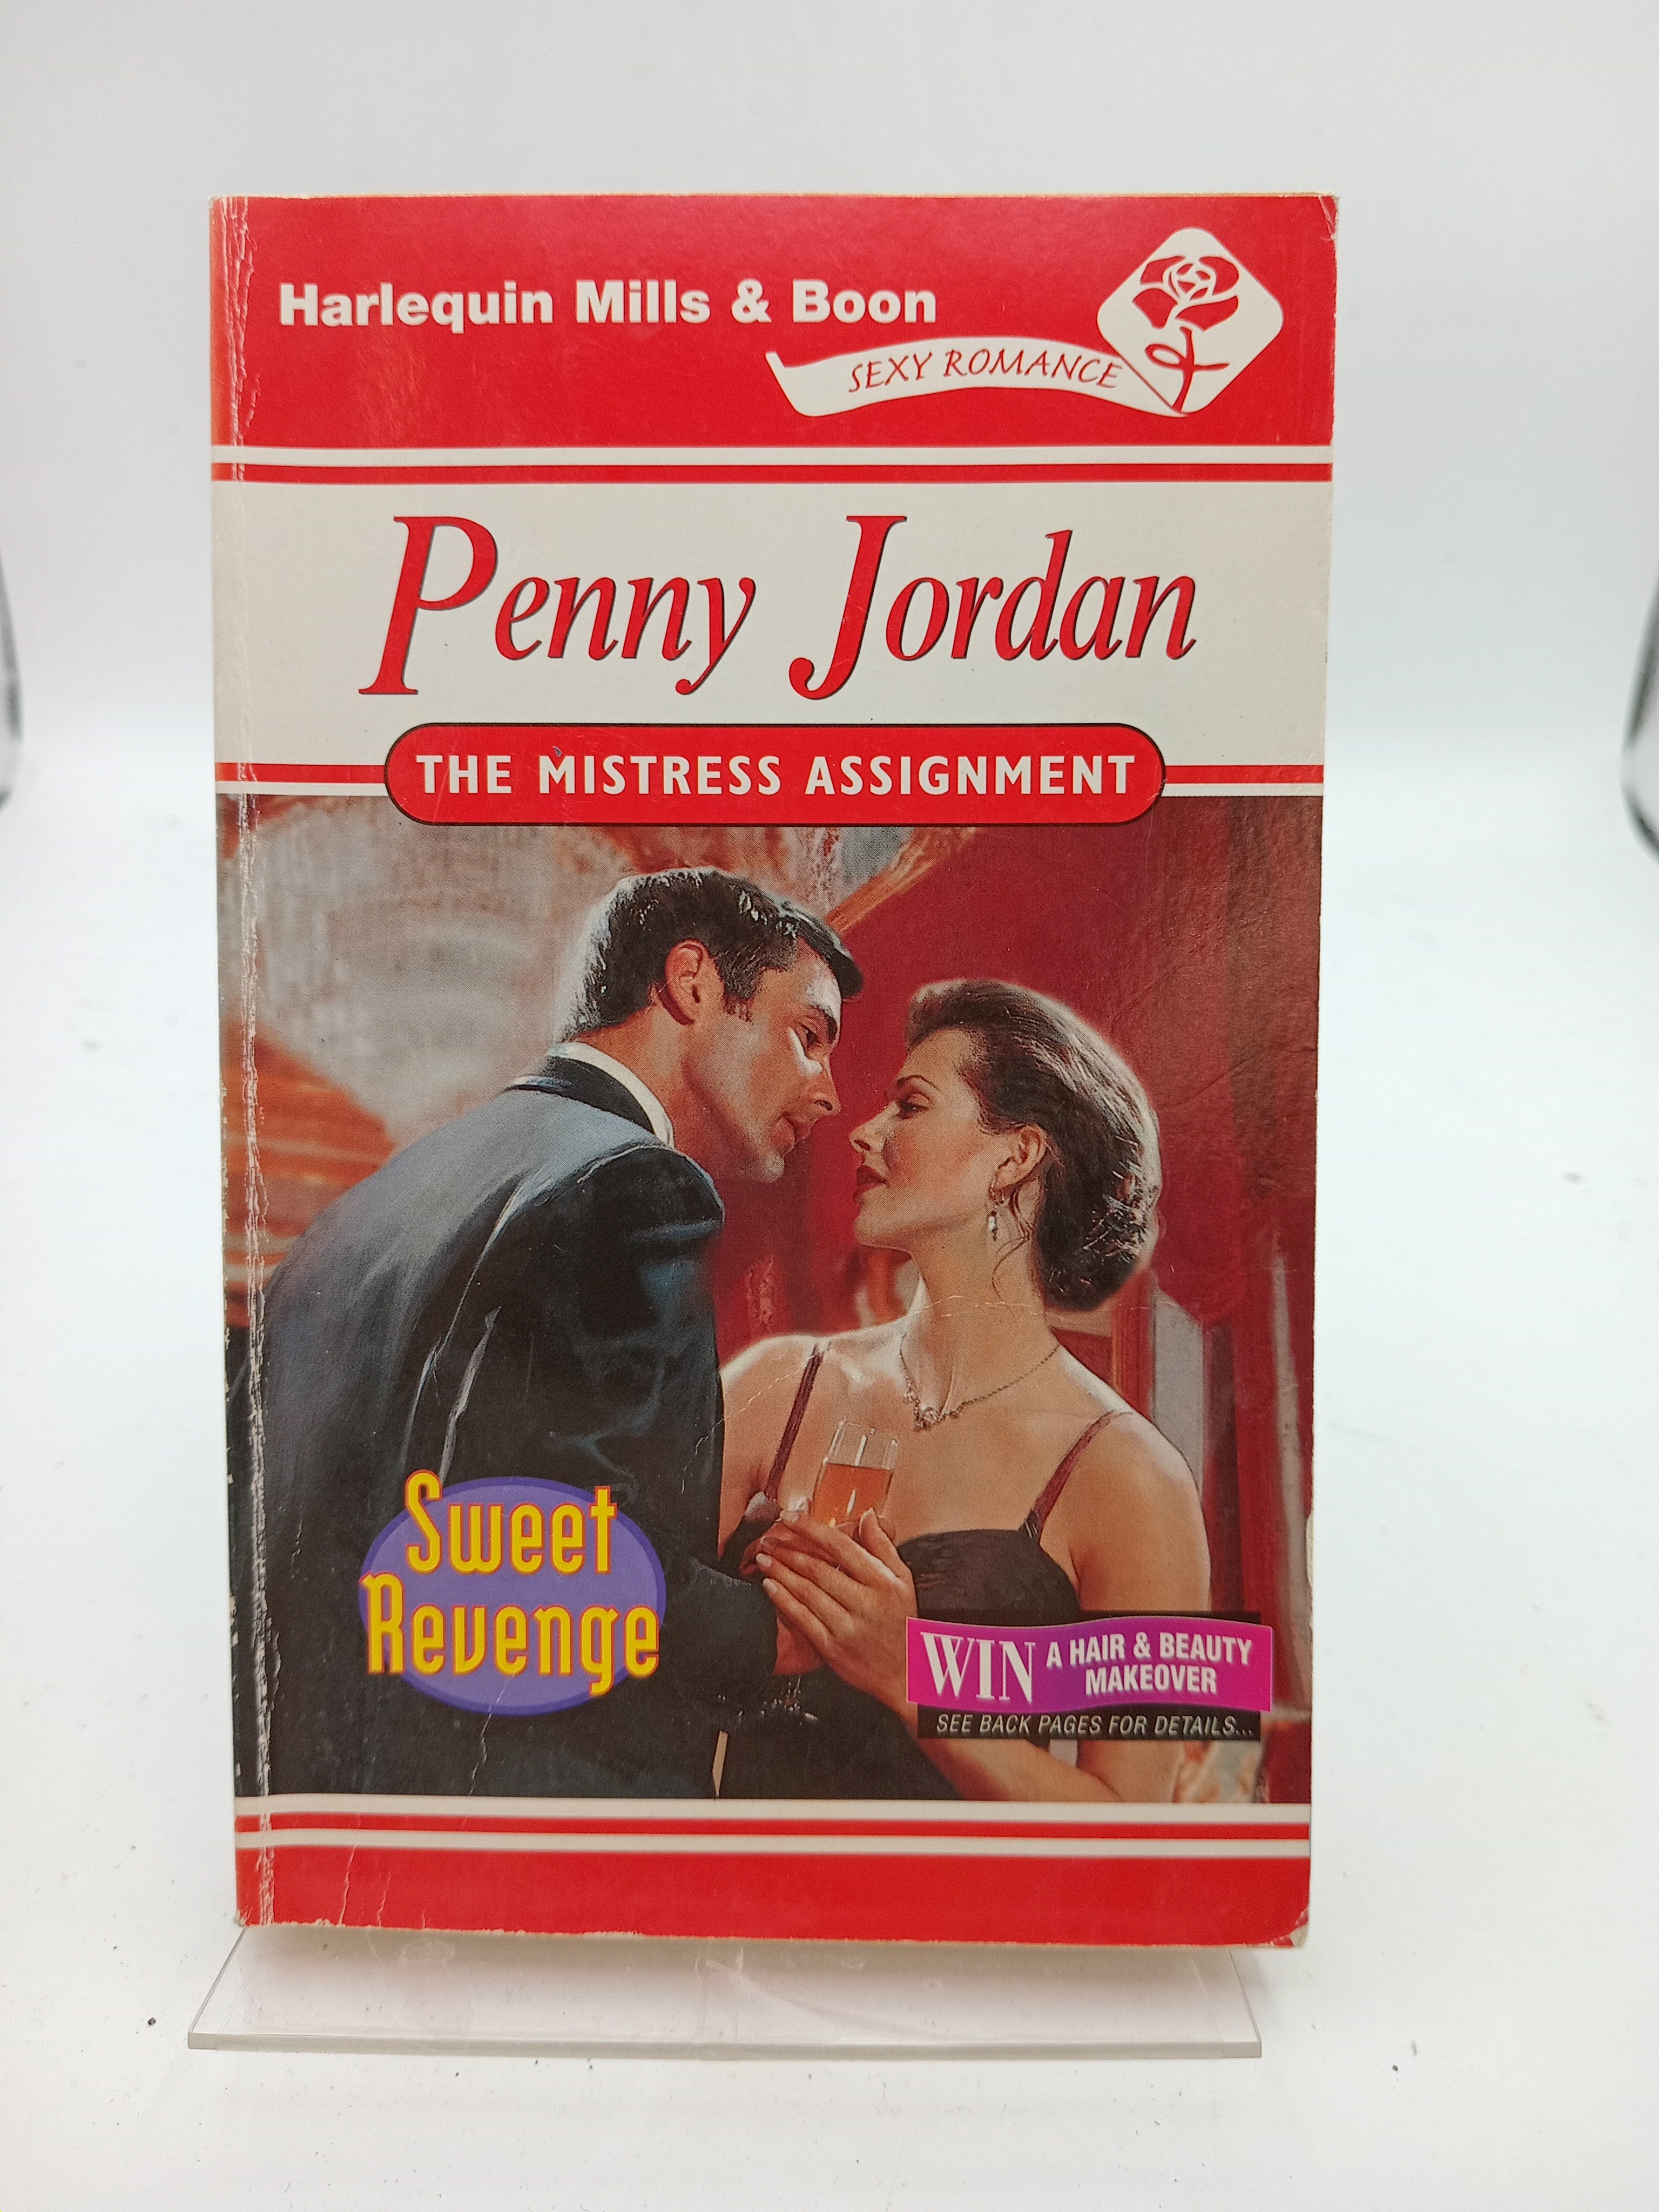 Harlequin Mills & Boon
SEXY ROMANCE
Penny Jordan
THE MISTRESS ASSIGNMENT
Sweet
Revenge
WIN A HAIR & BEAUTY
MAKEOVER
SEE BACK PAGES FOR DETAILS...